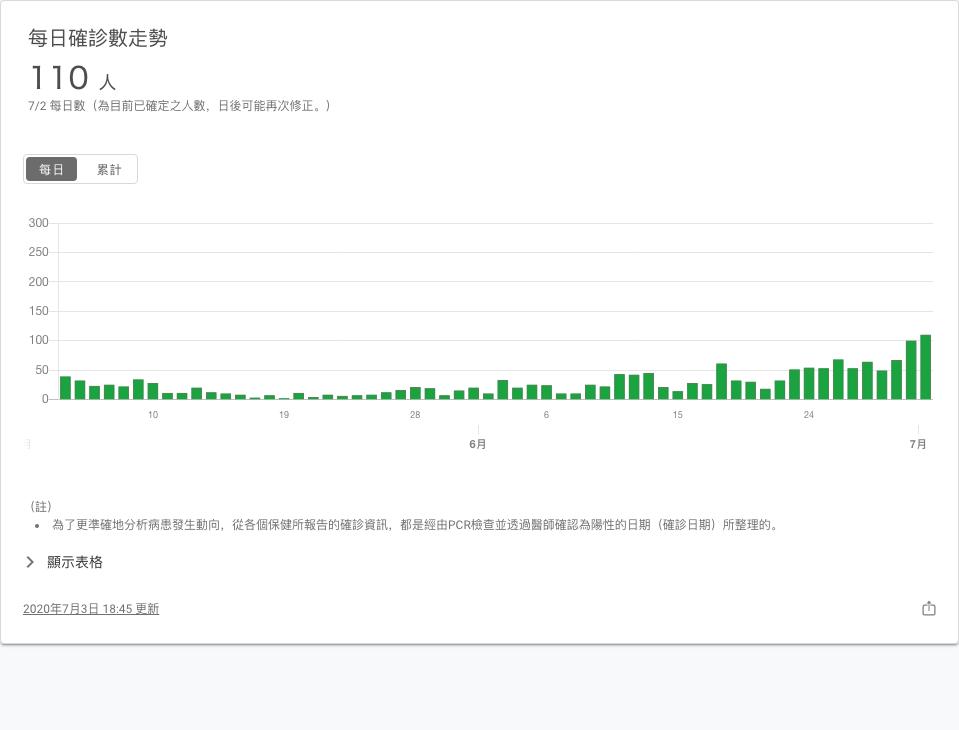 每日確診數走勢
110 人
7/2 每日數（為目前已確定之人數，日後可能再次修正。）
每日 累計
300
250
200
150
100
50
0
10 19 28 6 15 24
6月 7月
（註）
• 為了更準確地分析病患發生動向，從各個保健所報告的確診資訊，都是經由PCR檢查並透過醫師確認為陽性的日期（確診日期）所整理的。
顯示表格
2020年7月3日 18:45 更新